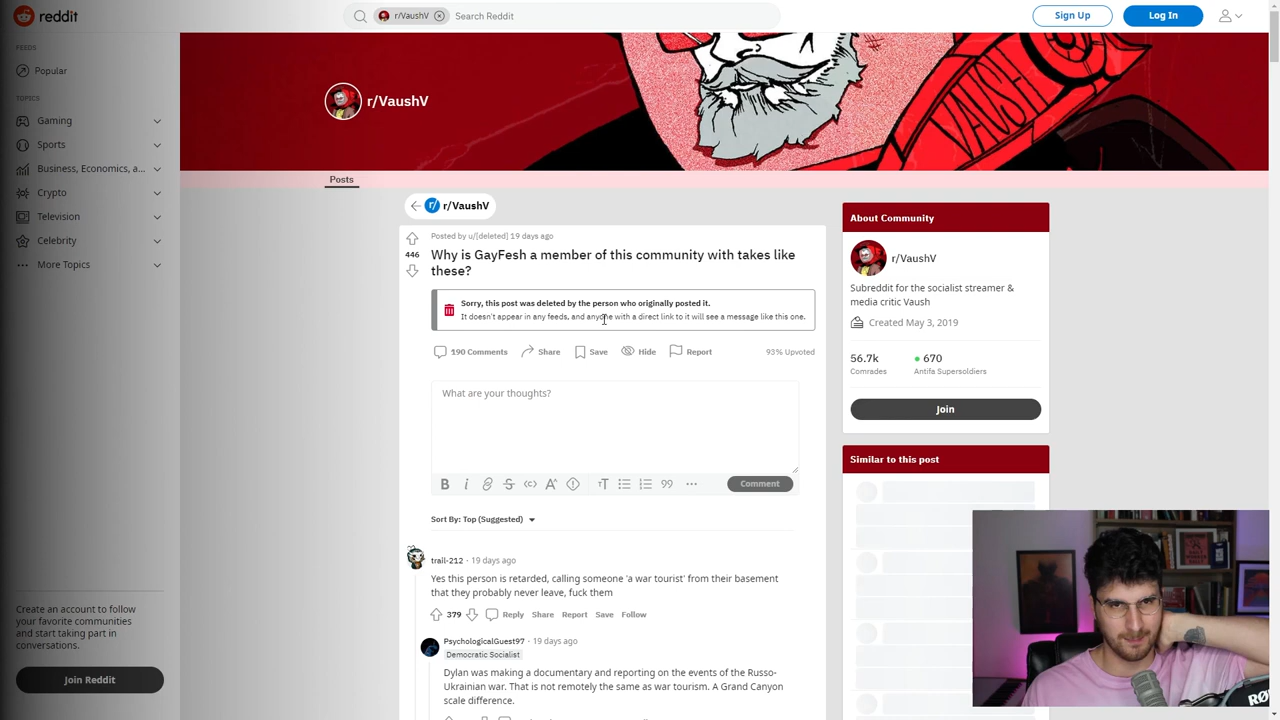 reddit
r/VaushV
Search Reddit
Sign Up
Log In
FEEDS
Popular
TOPICS
Gaming
Sports
Business, Economics, a...
Crypto
Television
Celebrity
More Topics
Create an account to follow
your favorite communities
and start taking part in
conversations.
Join Reddit
VAUSH
r/VaushV
Posts
r/ r/VaushV
Posted by u/[deleted] 19 days ago
446
Why is GayFesh a member of this community with takes like
these?
Sorry, this post was deleted by the person who originally posted it.
It doesn't appear in any feeds, and anyone with a direct link to it will see a message like this one.
190 Comments Share Save Hide Report 93% Upvoted
What are your thoughts?
Comment
Sort By: Top (Suggested)
trail-212 · 19 days ago
Yes this person is retarded, calling someone 'a war tourist' from their basement
that they probably never leave, fuck them
379 Reply Share Report Save Follow
PsychologicalGuest97 · 19 days ago
Democratic Socialist
Dylan was making a documentary and reporting on the events of the Russo-
Ukrainian war. That is not remotely the same as war tourism. A Grand Canyon
scale difference.
About Community
r/VaushV
Subreddit for the socialist streamer &
media critic Vaush
Created May 3, 2019
56.7k 670
Comrades Antifa Supersoldiers
Join
Similar to this post